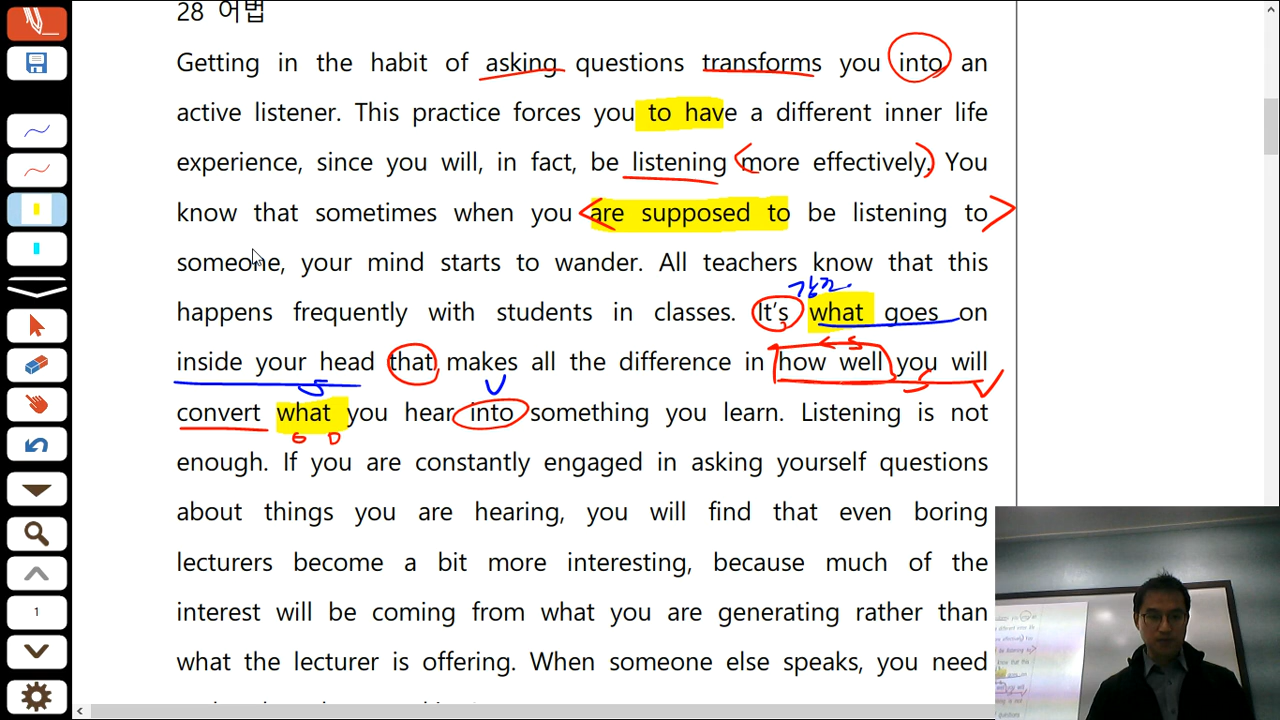 28 어법
Getting in the habit of asking questions transforms you into an
active listener. This practice forces you to have a different inner life
experience, since you will, in fact, be listening more effectively. You
know that sometimes when you are supposed to be listening to
someone, your mind starts to wander. All teachers know that this
강조
happens frequently with students in classes. It's what goes on
inside your head that makes all the difference in how well you will
convert what you hear into something you learn. Listening is not
enough. If you are constantly engaged in asking yourself questions
about things you are hearing, you will find that even boring
lecturers become a bit more interesting, because much of the
interest will be coming from what you are generating rather than
what the lecturer is offering. When someone else speaks, you need
1